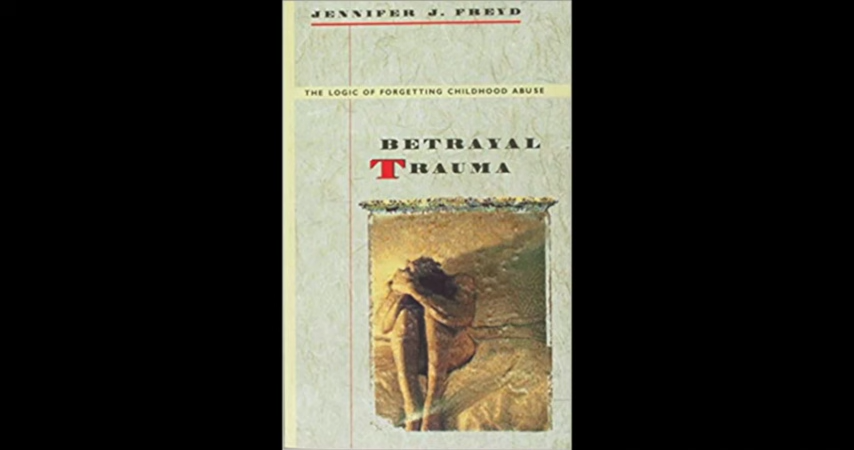 JENNIFER J. FREYD
THE LOGIC OF FORGETTING CHILDHOOD ABUSE
BETRAYAL
TRAUMA